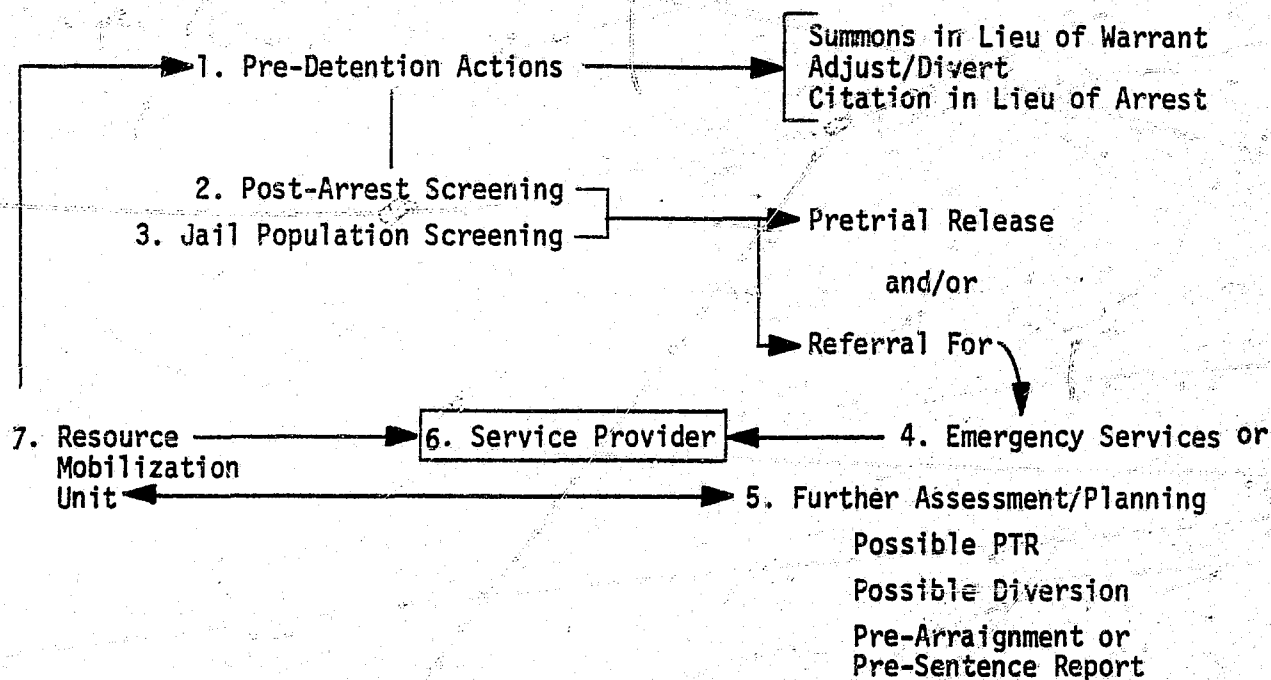 1. Pre-Detention Actions
Summons in Lieu of Warrant
Adjust/Divert
Citation in Lieu of Arrest
2. Post-Arrest Screening
3. Jail Population Screening
Pretrial Release
and/or
Referral For
7. Resource
Mobilization
Unit
6. Service Provider
4. Emergency Services or
5. Further Assessment/Planning
Possible PTR
Possible Diversion
Pre-Arraignment or
Pre-Sentence Report